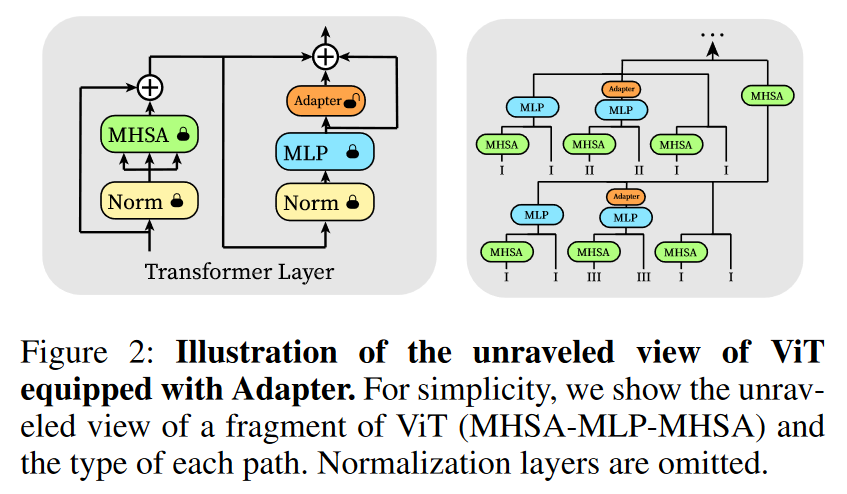 Adapter
MHSA
MLP
Norm
Norm
Transformer Layer
...
Adapter
MLP
MLP
MHSA
MHSA
MHSA
MHSA
I I II II I I
Adapter
MLP
MLP
MHSA
MHSA
MHSA
I I III III I I
Figure 2: Illustration of the unraveled view of ViT
equipped with Adapter. For simplicity, we show the unrav-
eled view of a fragment of ViT (MHSA-MLP-MHSA) and
the type of each path. Normalization layers are omitted.